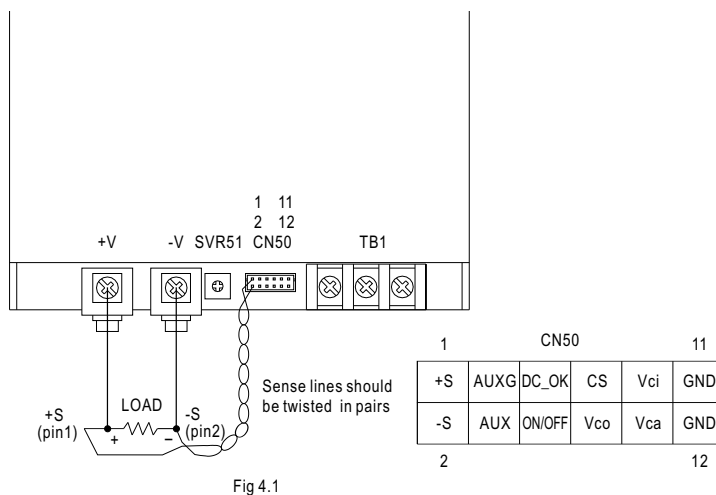 1 11
2 12
+V -V SVR51 CN50 TB1
Sense lines should
be twisted in pairs
+S
(pin1)
LOAD
+ −
-S
(pin2)
CN50
1 11
+S AUXG DC_OK CS Vci GND
-S AUX ON/OFF Vco Vca GND
2 12
Fig 4.1